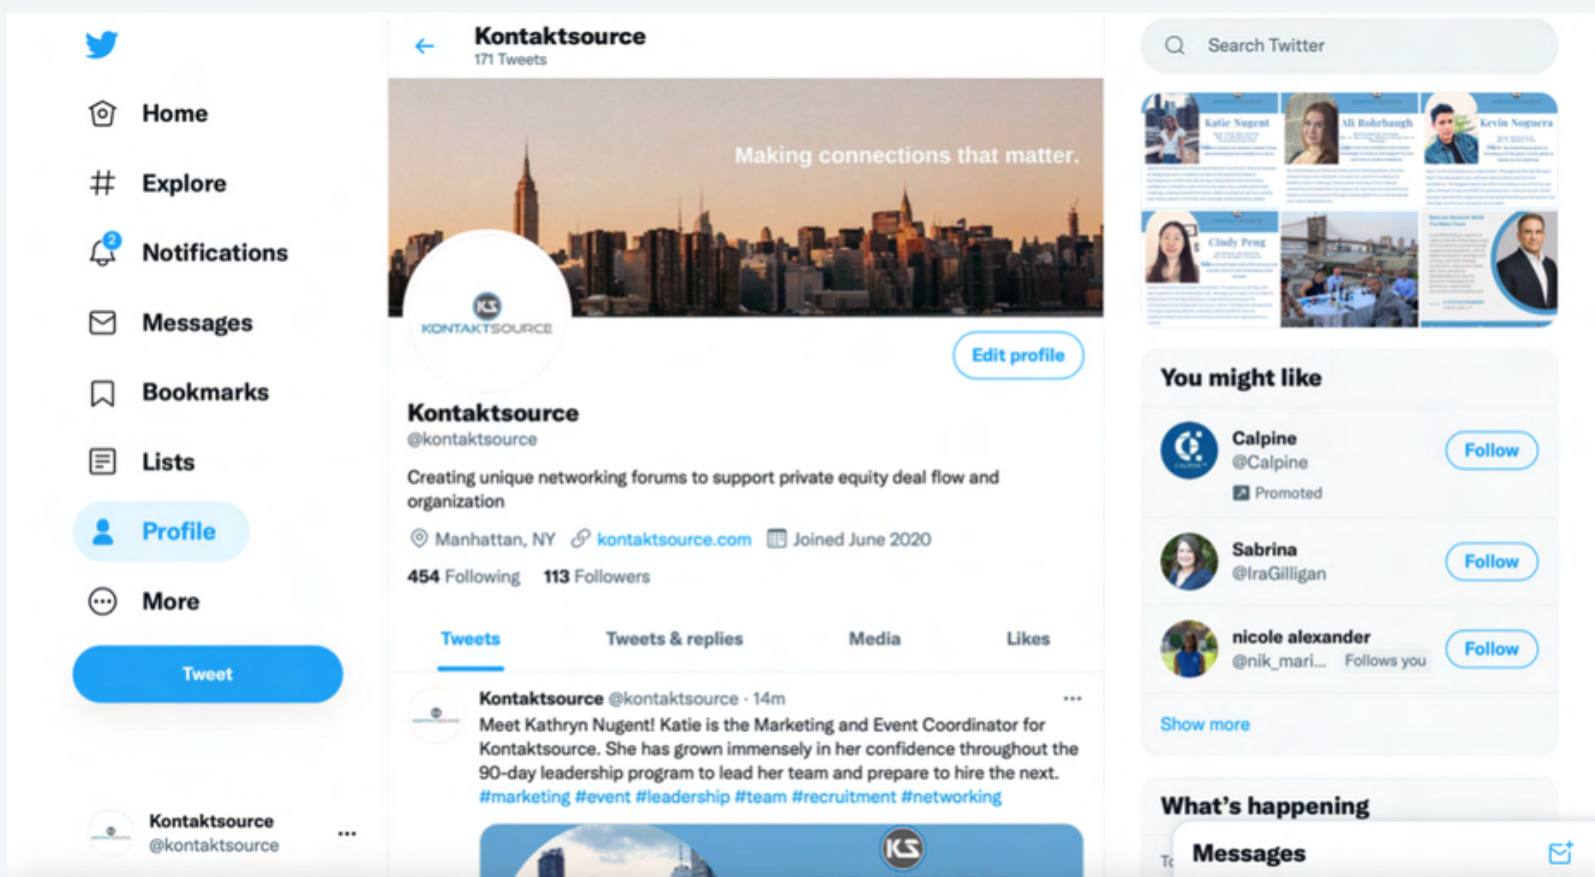 Home
Explore
2
Notifications
Messages
Bookmarks
Lists
Profile
More
Tweet
Kontaktsource
@kontaktsource
Kontaktsource
171 Tweets
Making connections that matter.
KS
KONTAKTSOURCE
Edit profile
Kontaktsource
@kontaktsource
Creating unique networking forums to support private equity deal flow and
organization
Manhattan, NY kontaktsource.com Joined June 2020
454 Following 113 Followers
Tweets Tweets & replies Media Likes
Kontaktsource @kontaktsource · 14m
Meet Kathryn Nugent! Katie is the Marketing and Event Coordinator for
Kontaktsource. She has grown immensely in her confidence throughout the
90-day leadership program to lead her team and prepare to hire the next.
#marketing #event #leadership #team #recruitment #networking
KS
Search Twitter
Katie Nugent
Ali Rohrbaugh
Kevin Noguera
Cindy Peng
You might like
Calpine
@Calpine
Promoted
Follow
Sabrina
@IraGilligan
Follow
nicole alexander
@nik_mari... Follows you
Follow
Show more
What's happening
Messages